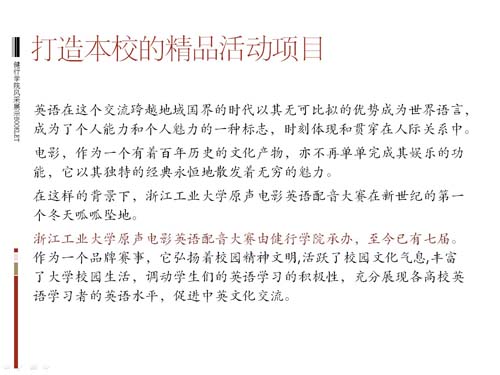 打造本校的精品活动项目
健行学院风采展示BOOKLET
英语在这个交流跨越地域国界的时代以其无可比拟的优势成为世界语言，
成为了个人能力和个人魅力的一种标志，时刻体现和贯穿在人际关系中。
电影，作为一个有着百年历史的文化产物，亦不再单单完成其娱乐的功
能，它以其独特的经典永恒地散发着无穷的魅力。
在这样的背景下，浙江工业大学原声电影英语配音大赛在新世纪的第一
个冬天呱呱坠地。
浙江工业大学原声电影英语配音大赛由健行学院承办，至今已有七届。
作为一个品牌赛事，它弘扬着校园精神文明,活跃了校园文化气息,丰富
了大学校园生活，调动学生们的英语学习的积极性，充分展现各高校英
语学习者的英语水平，促进中英文化交流。